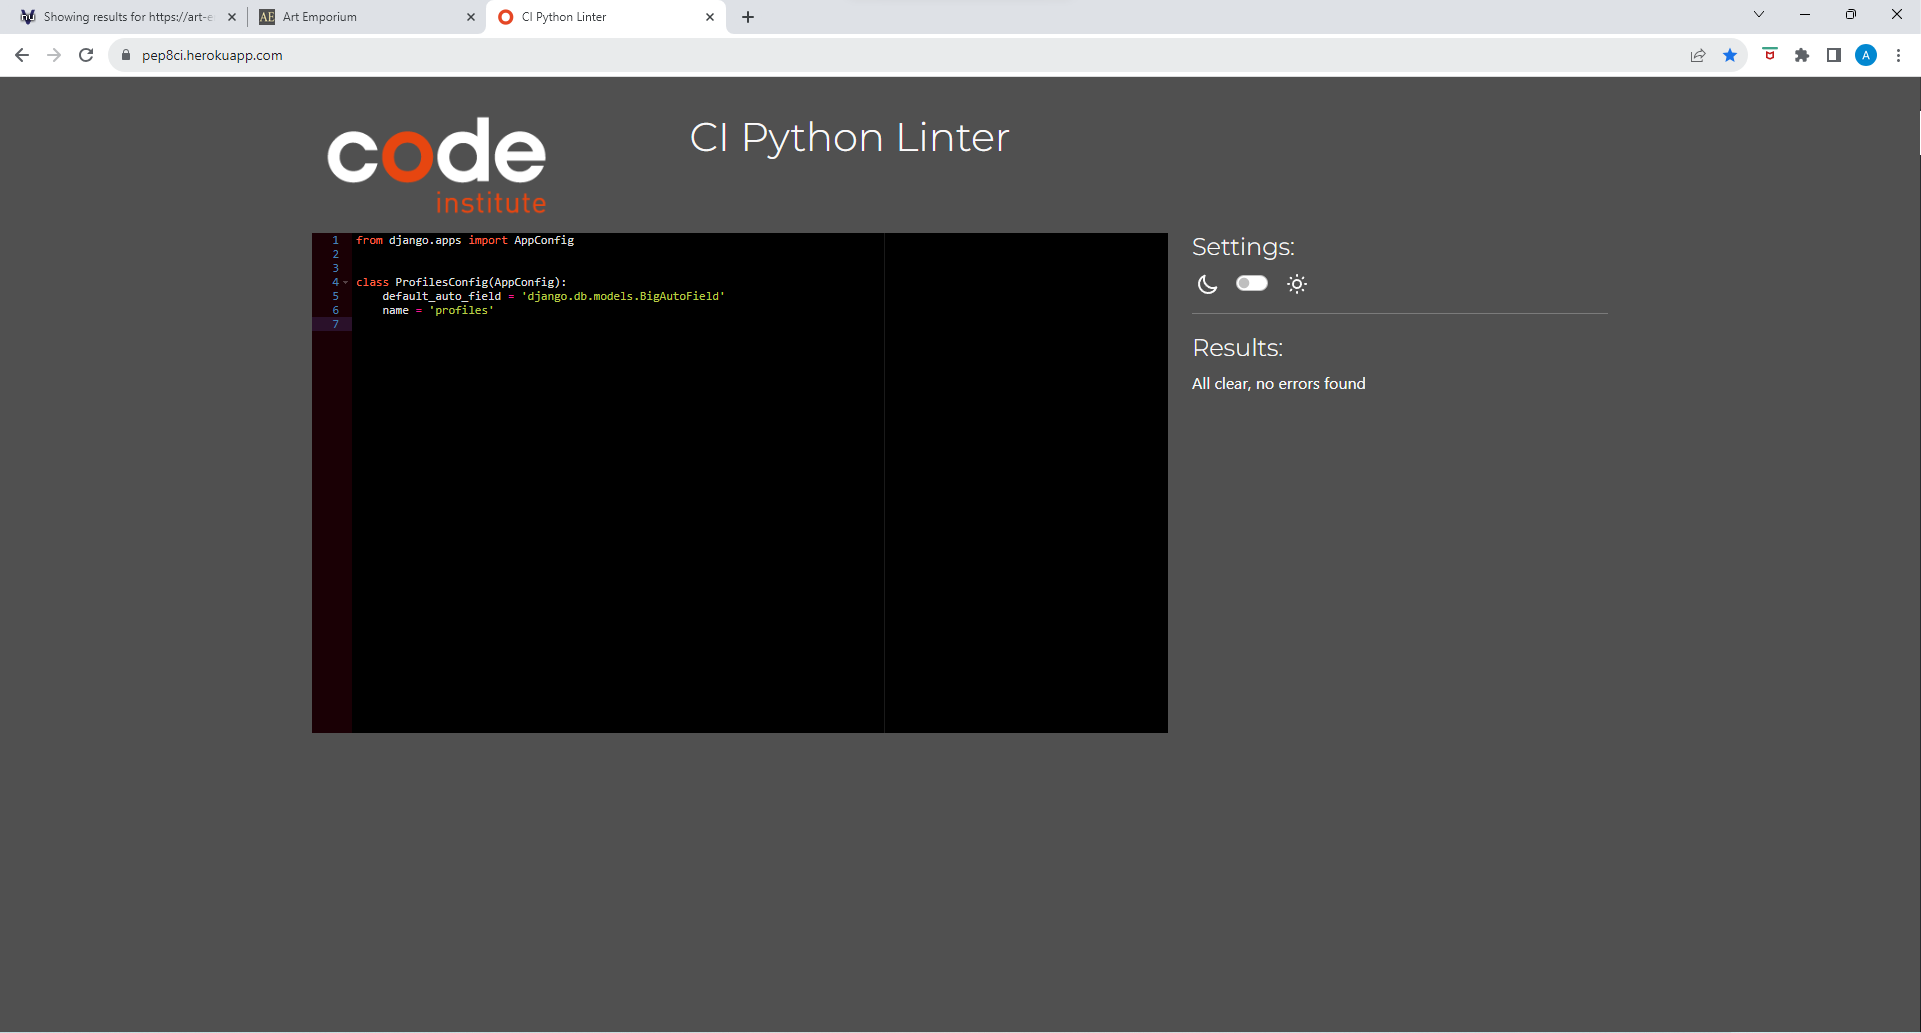 Showing results for https://art-e
AE Art Emporium
CI Python Linter
pep8ci.herokuapp.com
A
code
institute
CI Python Linter
1 from django.apps import AppConfig
2
3
4 class ProfilesConfig(AppConfig):
5     default_auto_field = 'django.db.models.BigAutoField'
6     name = 'profiles'
7
Settings:
Results:
All clear, no errors found